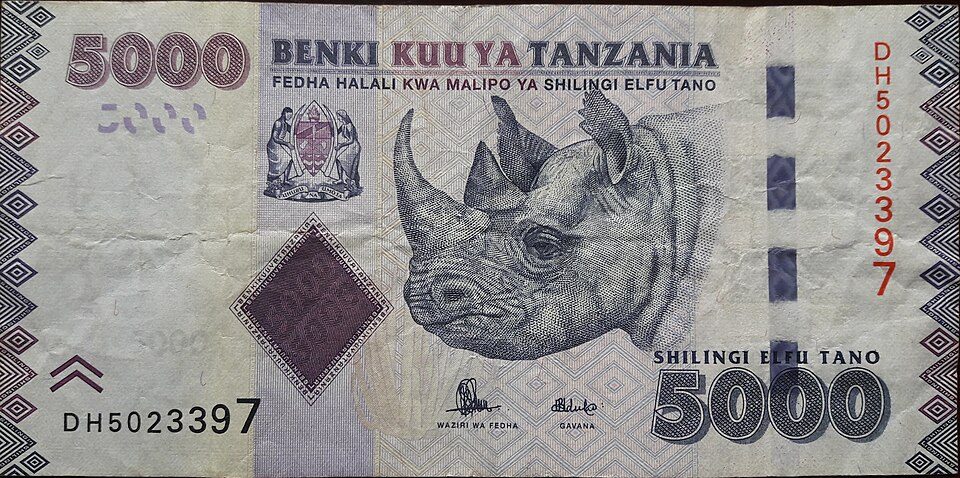 5000
BENKI KUU YA TANZANIA
FEDHA HALALI KWA MALIPO YA SHILINGI ELFU TANO
5000
DH5023397
DH5023397
WAZIRI WA FEDHA
GAVANA
SHILINGI ELFU TANO
5000